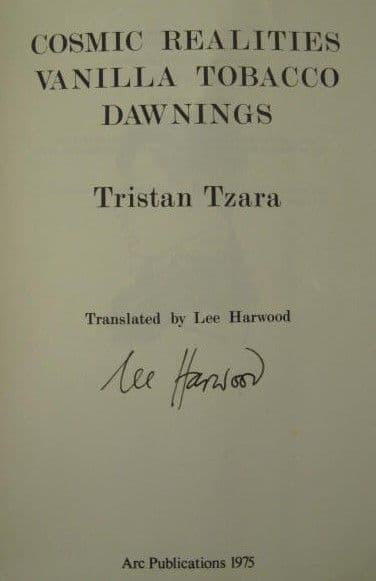 COSMIC REALITIES
VANILLA TOBACCO
DAWNINGS
Tristan Tzara
Translated by Lee Harwood
Lee Harwood
Arc Publications 1975